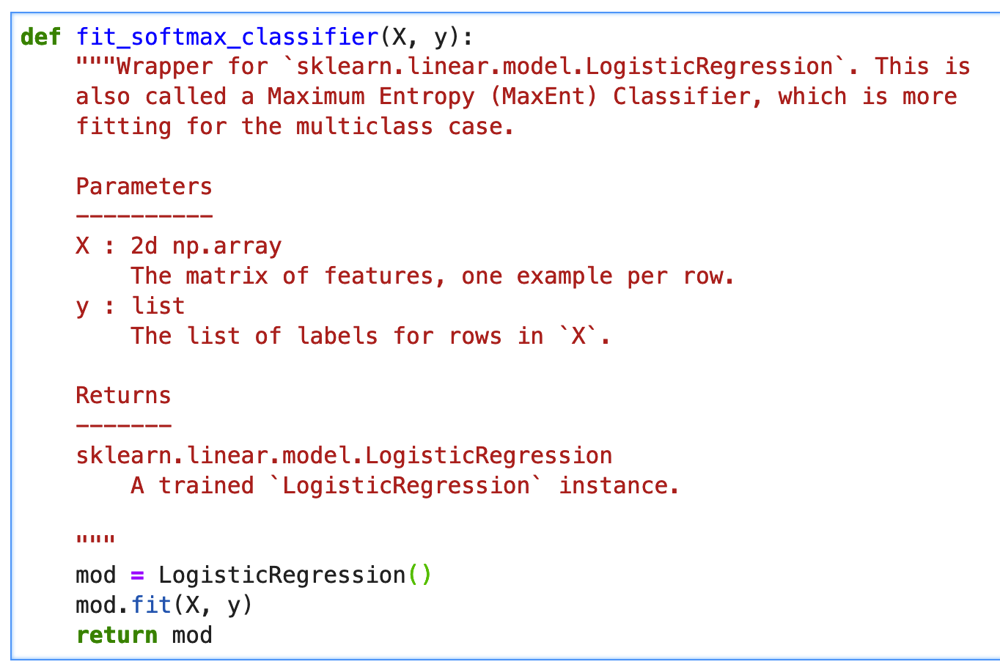 def fit_softmax_classifier(X, y):
    """Wrapper for `sklearn.linear.model.LogisticRegression`. This is
    also called a Maximum Entropy (MaxEnt) Classifier, which is more
    fitting for the multiclass case.

    Parameters
    ----------
    X : 2d np.array
        The matrix of features, one example per row.
    y : list
        The list of labels for rows in `X`.

    Returns
    -------
    sklearn.linear.model.LogisticRegression
        A trained `LogisticRegression` instance.

    """
    mod = LogisticRegression()
    mod.fit(X, y)
    return mod